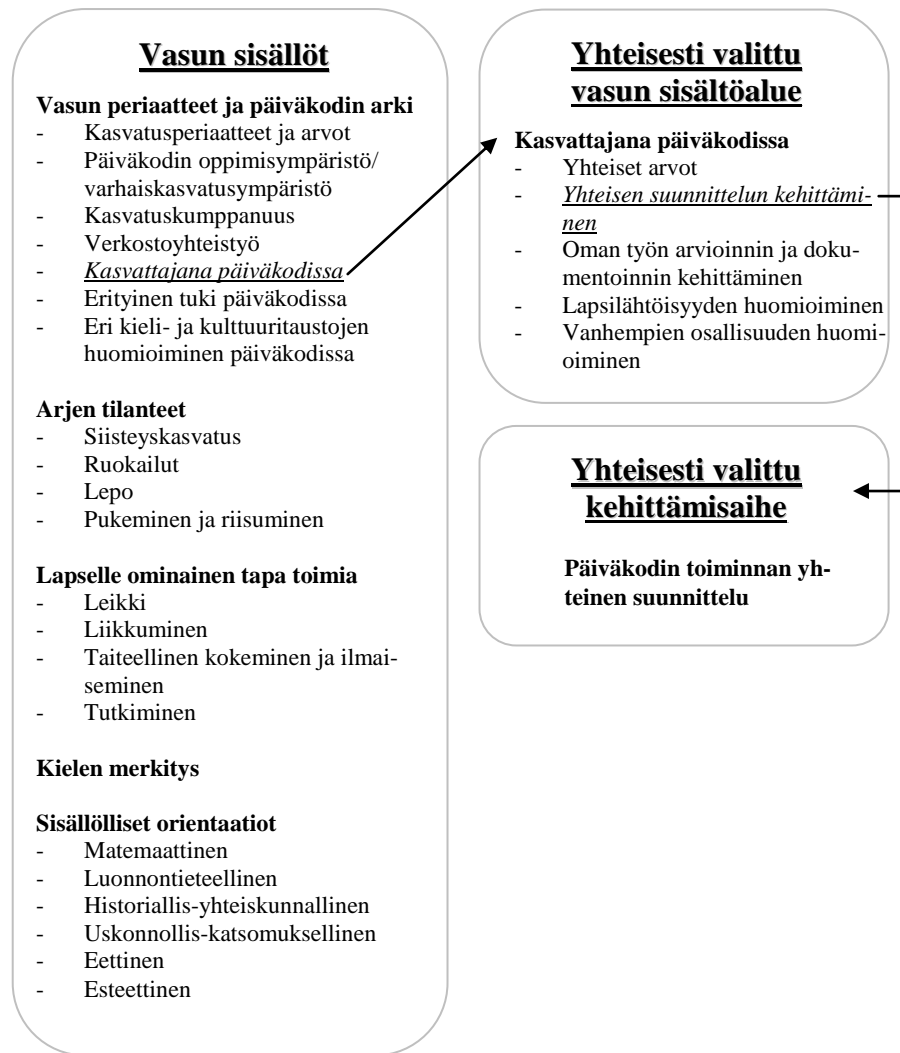 Vasun sisällöt
Vasun periaatteet ja päiväkodin arki
- Kasvatusperiaatteet ja arvot
- Päiväkodin oppimisympäristö/
varhaiskasvatusympäristö
- Kasvatuskumppanuus
- Verkostoyhteistyö
- Kasvattajana päiväkodissa
- Erityinen tuki päiväkodissa
- Eri kieli- ja kulttuuritaustojen
huomioiminen päiväkodissa
Arjen tilanteet
- Siisteyskasvatus
- Ruokailut
- Lepo
- Pukeminen ja riisuminen
Lapselle ominainen tapa toimia
- Leikki
- Liikkuminen
- Taiteellinen kokeminen ja ilmai-
seminen
- Tutkiminen
Kielen merkitys
Sisällölliset orientaatiot
- Matemaattinen
- Luonnontieteellinen
- Historiallis-yhteiskunnallinen
- Uskonnollis-katsomuksellinen
- Eettinen
- Esteettinen
Yhteisesti valittu
vasun sisältöalue
Kasvattajana päiväkodissa
- Yhteiset arvot
- Yhteisen suunnittelun kehittämi-
nen
- Oman työn arvioinnin ja doku-
mentoinnin kehittäminen
- Lapsilähtöisyyden huomioiminen
- Vanhempien osallisuuden huomi-
oiminen
Yhteisesti valittu
kehittämisaihe
Päiväkodin toiminnan yh-
teinen suunnittelu